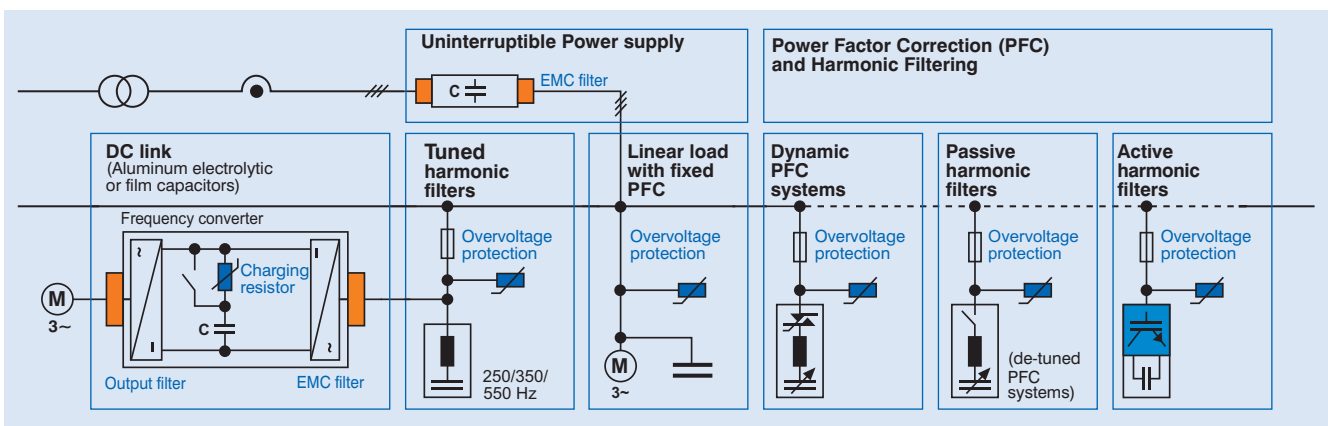 Uninterruptible Power supply
C
EMC filter
Power Factor Correction (PFC)
and Harmonic Filtering
DC link
(Aluminum electrolytic
or film capacitors)
Frequency converter
~
Charging
resistor
C
~
M
3~
Output filter
EMC filter
Tuned
harmonic
filters
Overvoltage
protection
250/350/
550 Hz
Linear load
with fixed
PFC
Overvoltage
protection
M
3~
Dynamic
PFC
systems
Overvoltage
protection
Passive
harmonic
filters
Overvoltage
protection
(de-tuned
PFC
systems)
Active
harmonic
filters
Overvoltage
protection